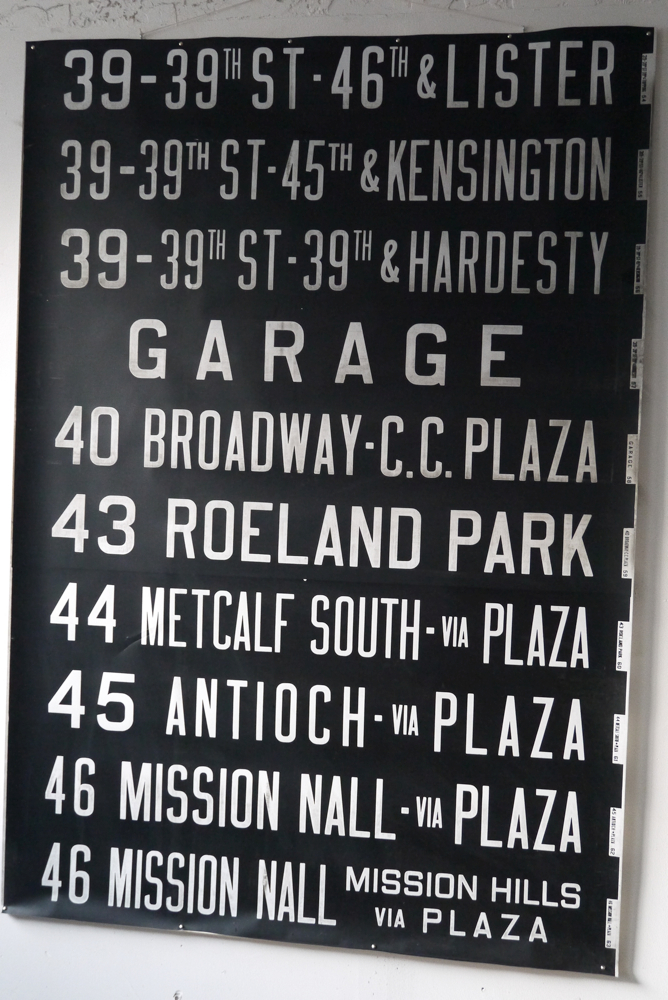 39-39TH ST-46TH & LISTER
39-39TH ST-45TH & KENSINGTON
39-39TH ST-39TH & HARDESTY
GARAGE
40 BROADWAY-C.C. PLAZA
43 ROELAND PARK
44 METCALF SOUTH-VIA PLAZA
45 ANTIOCH-VIA PLAZA
46 MISSION NALL-VIA PLAZA
46 MISSION NALL MISSION HILLS
VIA PLAZA